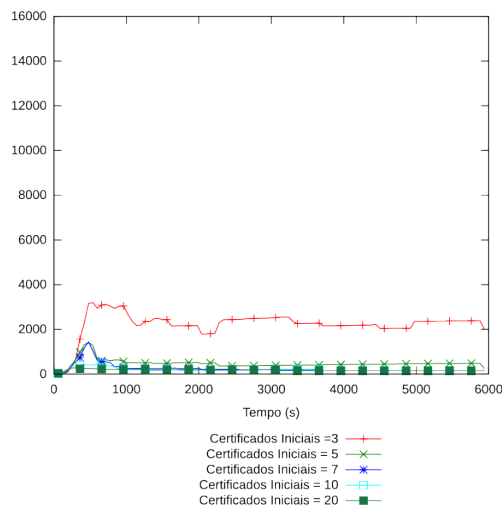 16000
14000
12000
10000
8000
6000
4000
2000
0
0 1000 2000 3000 4000 5000 6000
Tempo (s)
Certificados Iniciais =3
Certificados Iniciais = 5
Certificados Iniciais = 7
Certificados Iniciais = 10
Certificados Iniciais = 20